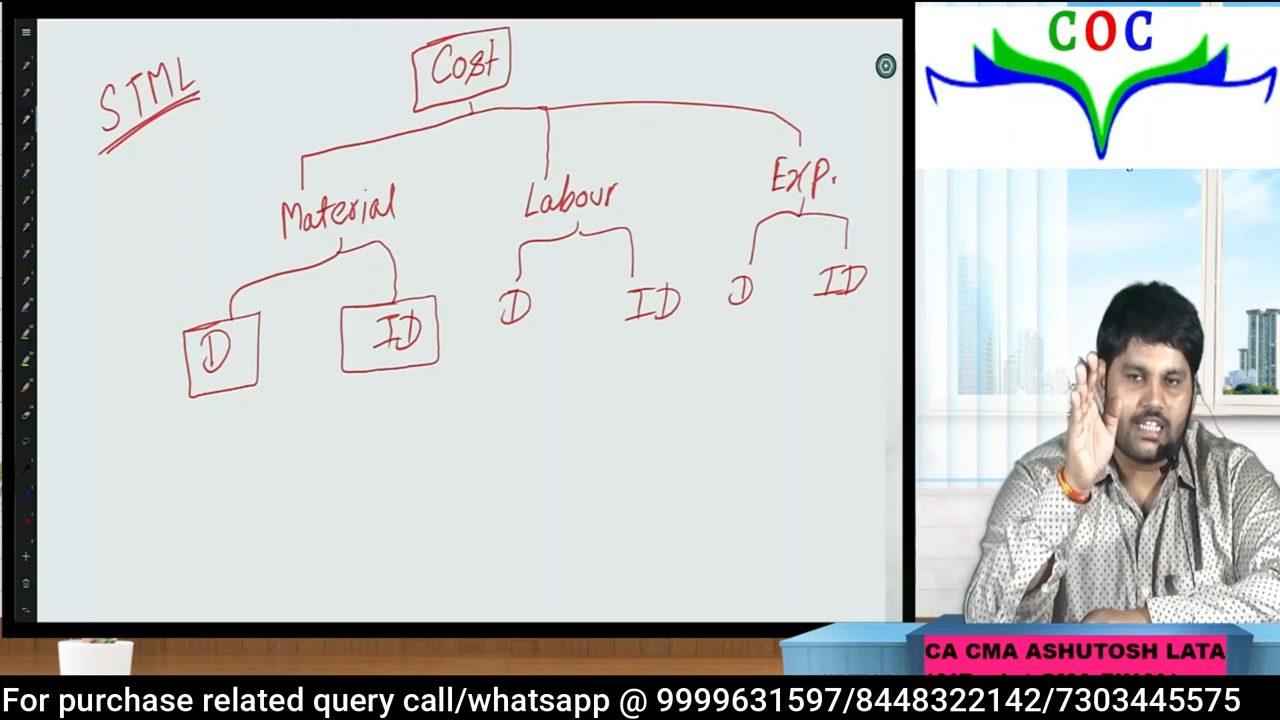 STML
Cost
Material
Labour
Exp.
D
ID
D
ID
D
ID
COC
CA CMA ASHUTOSH LATA
For purchase related query call/whatsapp @ 9999631597/8448322142/7303445575